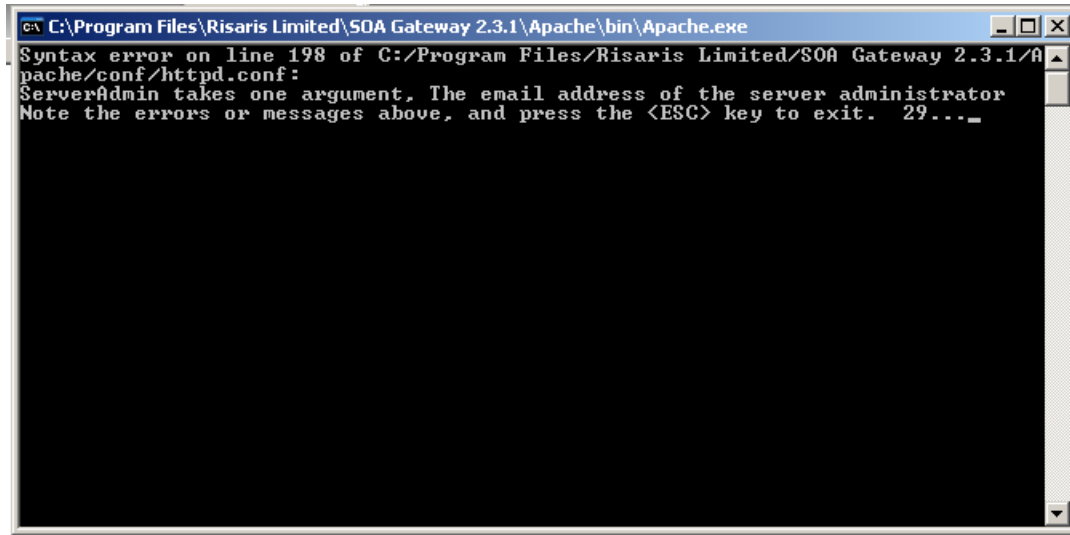 C:\Program Files\Risaris Limited\SOA Gateway 2.3.1\Apache\bin\Apache.exe
Syntax error on line 198 of C:/Program Files/Risaris Limited/SOA Gateway 2.3.1/A
pache/conf/httpd.conf:
ServerAdmin takes one argument, The email address of the server administrator
Note the errors or messages above, and press the <ESC> key to exit.  29..._